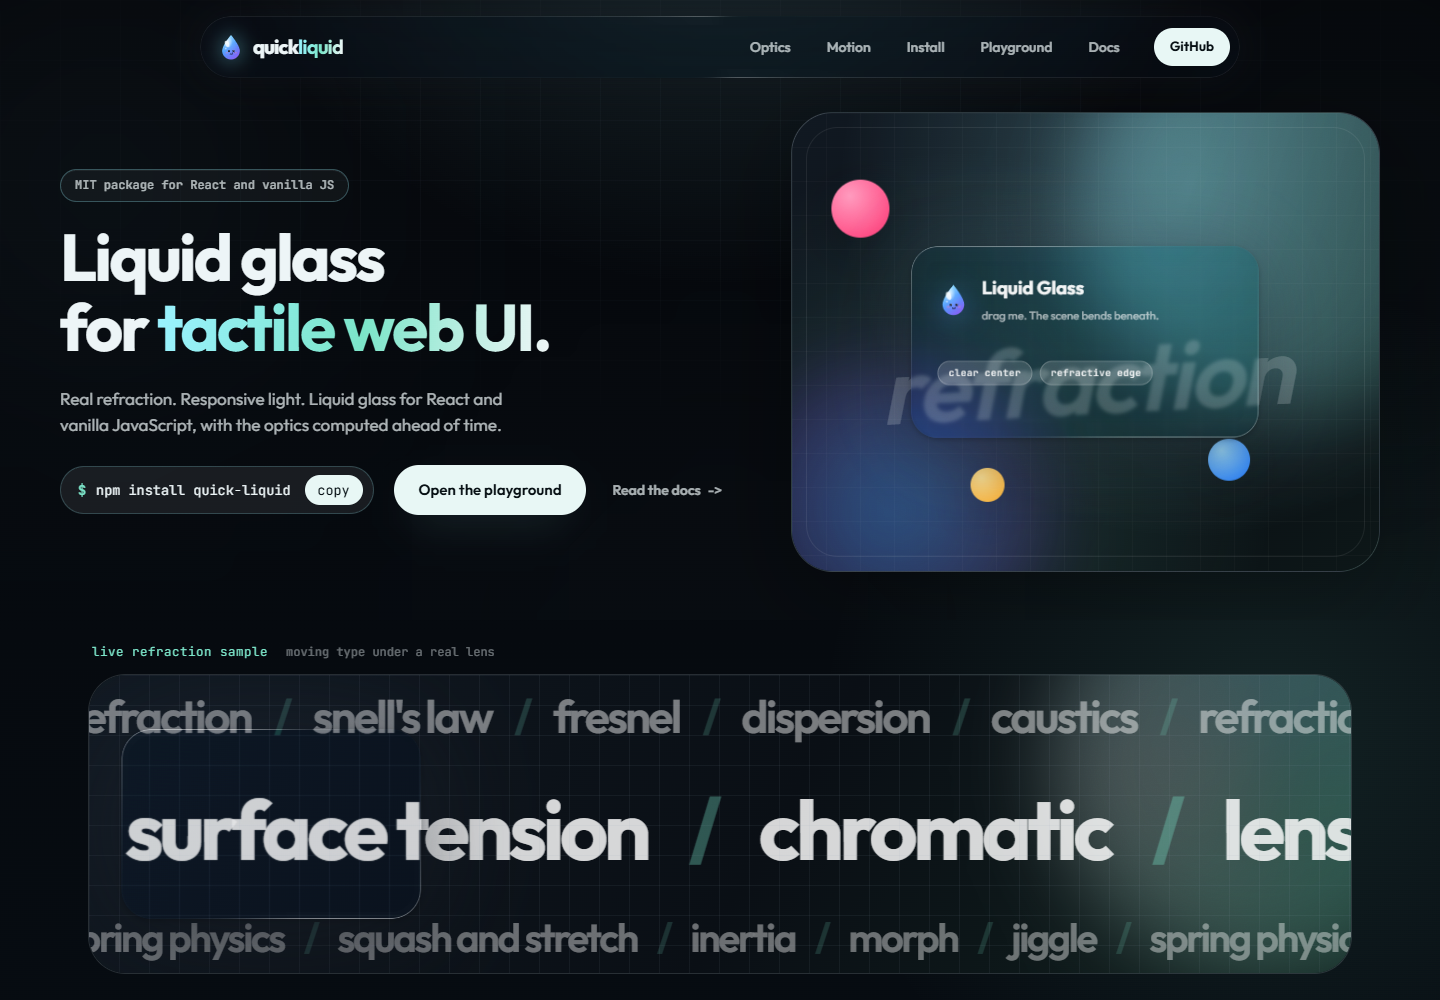 quickliquid
Optics Motion Install Playground Docs GitHub
MIT package for React and vanilla JS
Liquid glass
for tactile web UI.
Real refraction. Responsive light. Liquid glass for React and
vanilla JavaScript, with the optics computed ahead of time.
$ npm install quick-liquid copy
Open the playground
Read the docs ->
Liquid Glass
drag me. The scene bends beneath.
clear center refractive edge
refraction
live refraction sample moving type under a real lens
efraction / snell's law / fresnel / dispersion / caustics / refractic
surface tension / chromatic / lens
oring physics / squash and stretch / inertia / morph / jiggle / spring physic